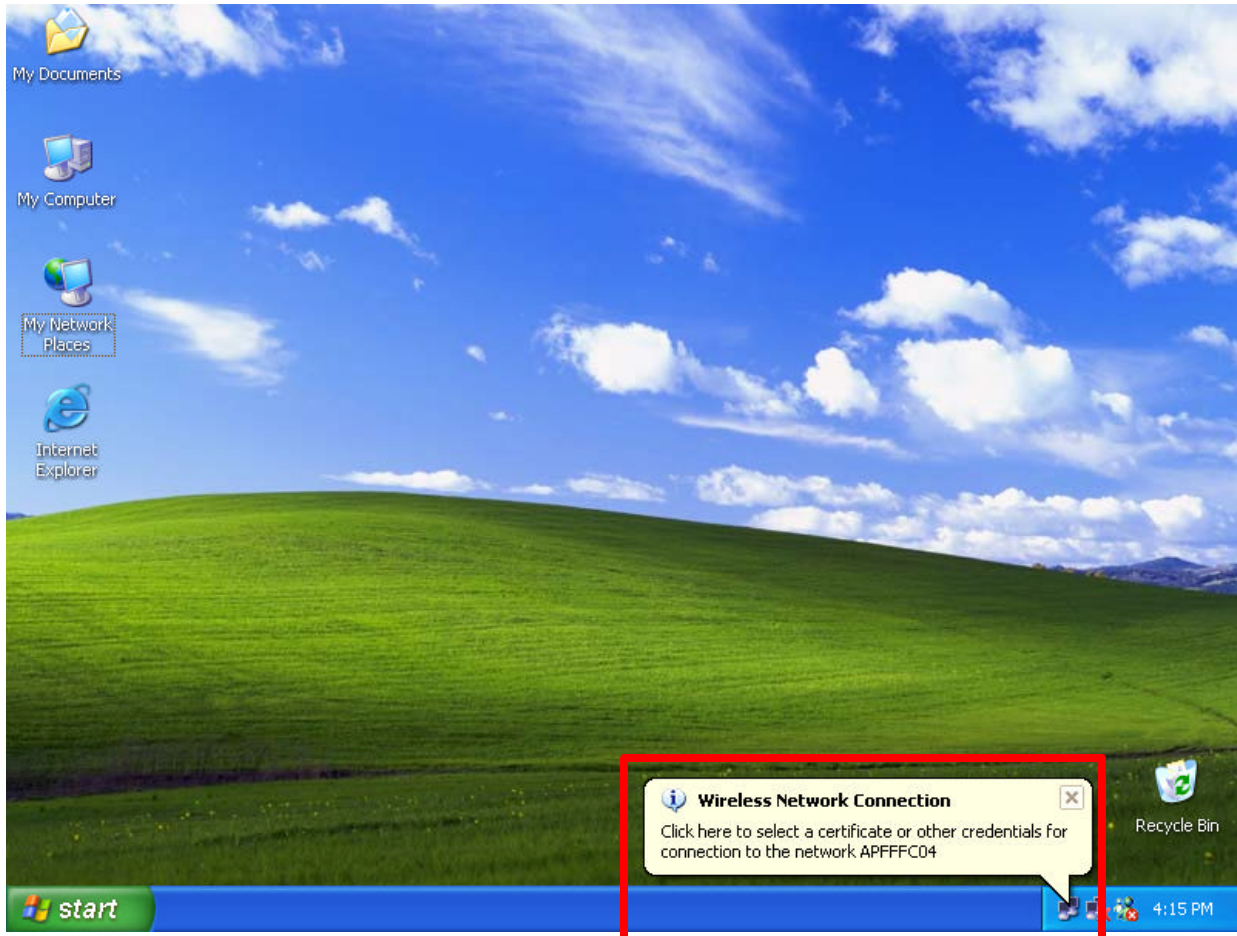 My Documents
My Computer
My Network
Places
Internet
Explorer
Wireless Network Connection
Click here to select a certificate or other credentials for
connection to the network APFFFC04
Recycle Bin
start
4:15 PM